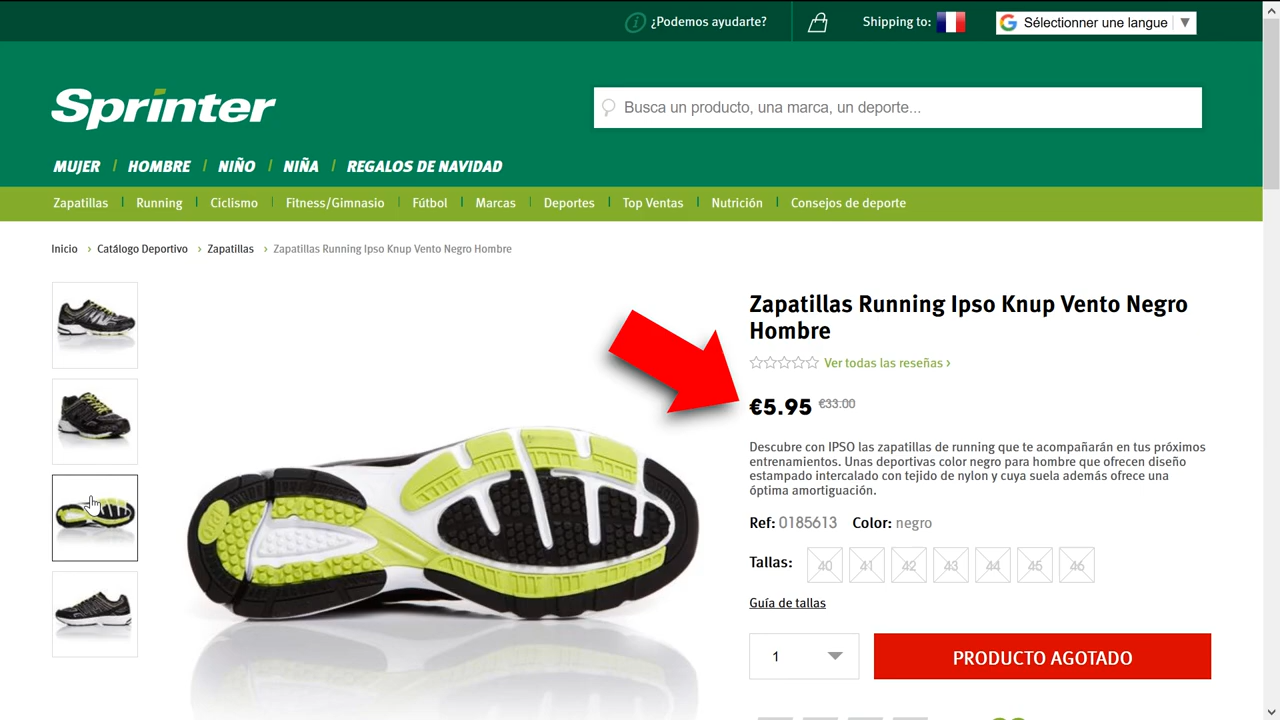 ¿Podemos ayudarte?
Shipping to:
Sélectionner une langue ▼
Sprinter
Busca un producto, una marca, un deporte...
MUJER / HOMBRE / NIÑO / NIÑA / REGALOS DE NAVIDAD
Zapatillas | Running | Ciclismo | Fitness/Gimnasio | Fútbol | Marcas | Deportes | Top Ventas | Nutrición | Consejos de deporte
Inicio › Catálogo Deportivo › Zapatillas › Zapatillas Running Ipso Knup Vento Negro Hombre
Zapatillas Running Ipso Knup Vento Negro
Hombre
Ver todas las reseñas ›
€5.95 €33.00
Descubre con IPSO las zapatillas de running que te acompañarán en tus próximos
entrenamientos. Unas deportivas color negro para hombre que ofrecen diseño
estampado intercalado con tejido de nylon y cuya suela además ofrece una
óptima amortiguación.
Ref: 0185613 Color: negro
Tallas: 40 41 42 43 44 45 46
Guía de tallas
1
PRODUCTO AGOTADO